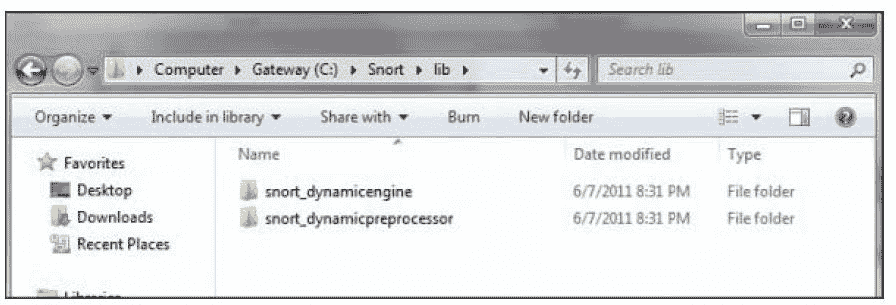 Computer Gateway (C:) Snort lib Search lib
Organize Include in library Share with Burn New folder
Favorites
Desktop
Downloads
Recent Places
Libraries
Name Date modified Type
snort_dynamicengine 6/7/2011 8:31 PM File folder
snort_dynamicpreprocessor 6/7/2011 8:31 PM File folder